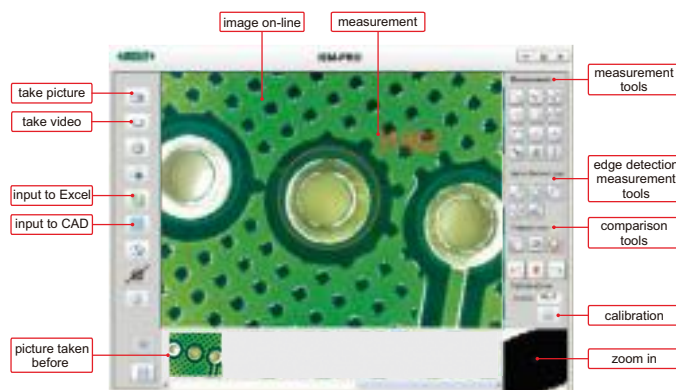 image on-line
measurement
ISM-PRO
take picture
take video
input to Excel
input to CAD
picture taken
before
measurement
tools
edge detection
measurement
tools
comparison
tools
calibration
zoom in